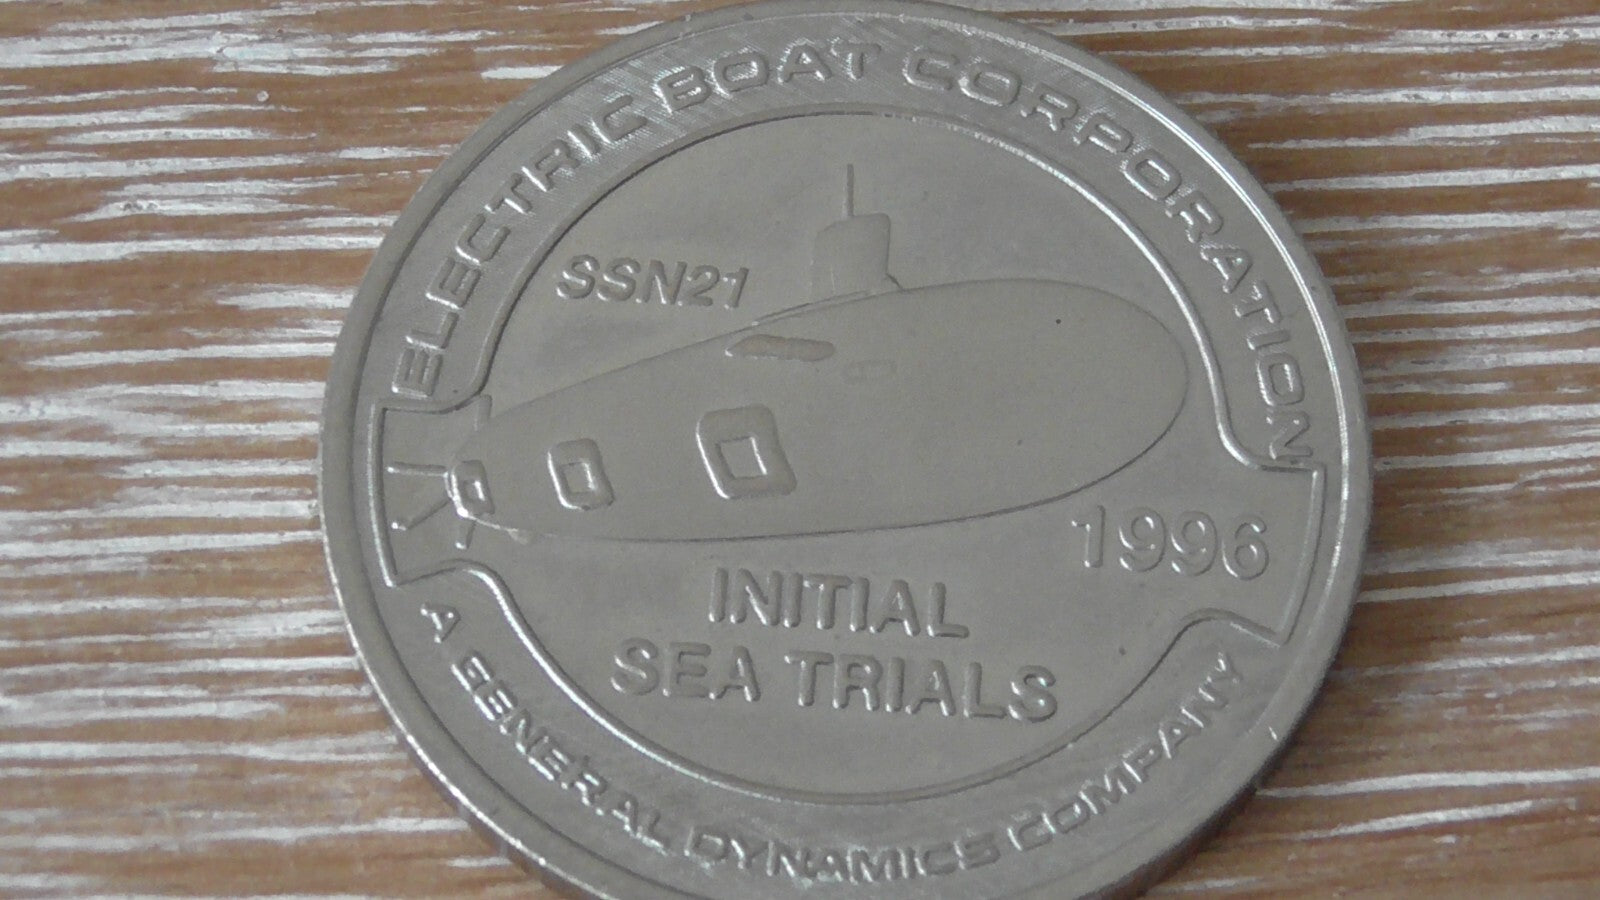 ELECTRIC BOAT CORPORATION
SSN21
1996
INITIAL
SEA TRIALS
A GENERAL DYNAMICS COMPANY